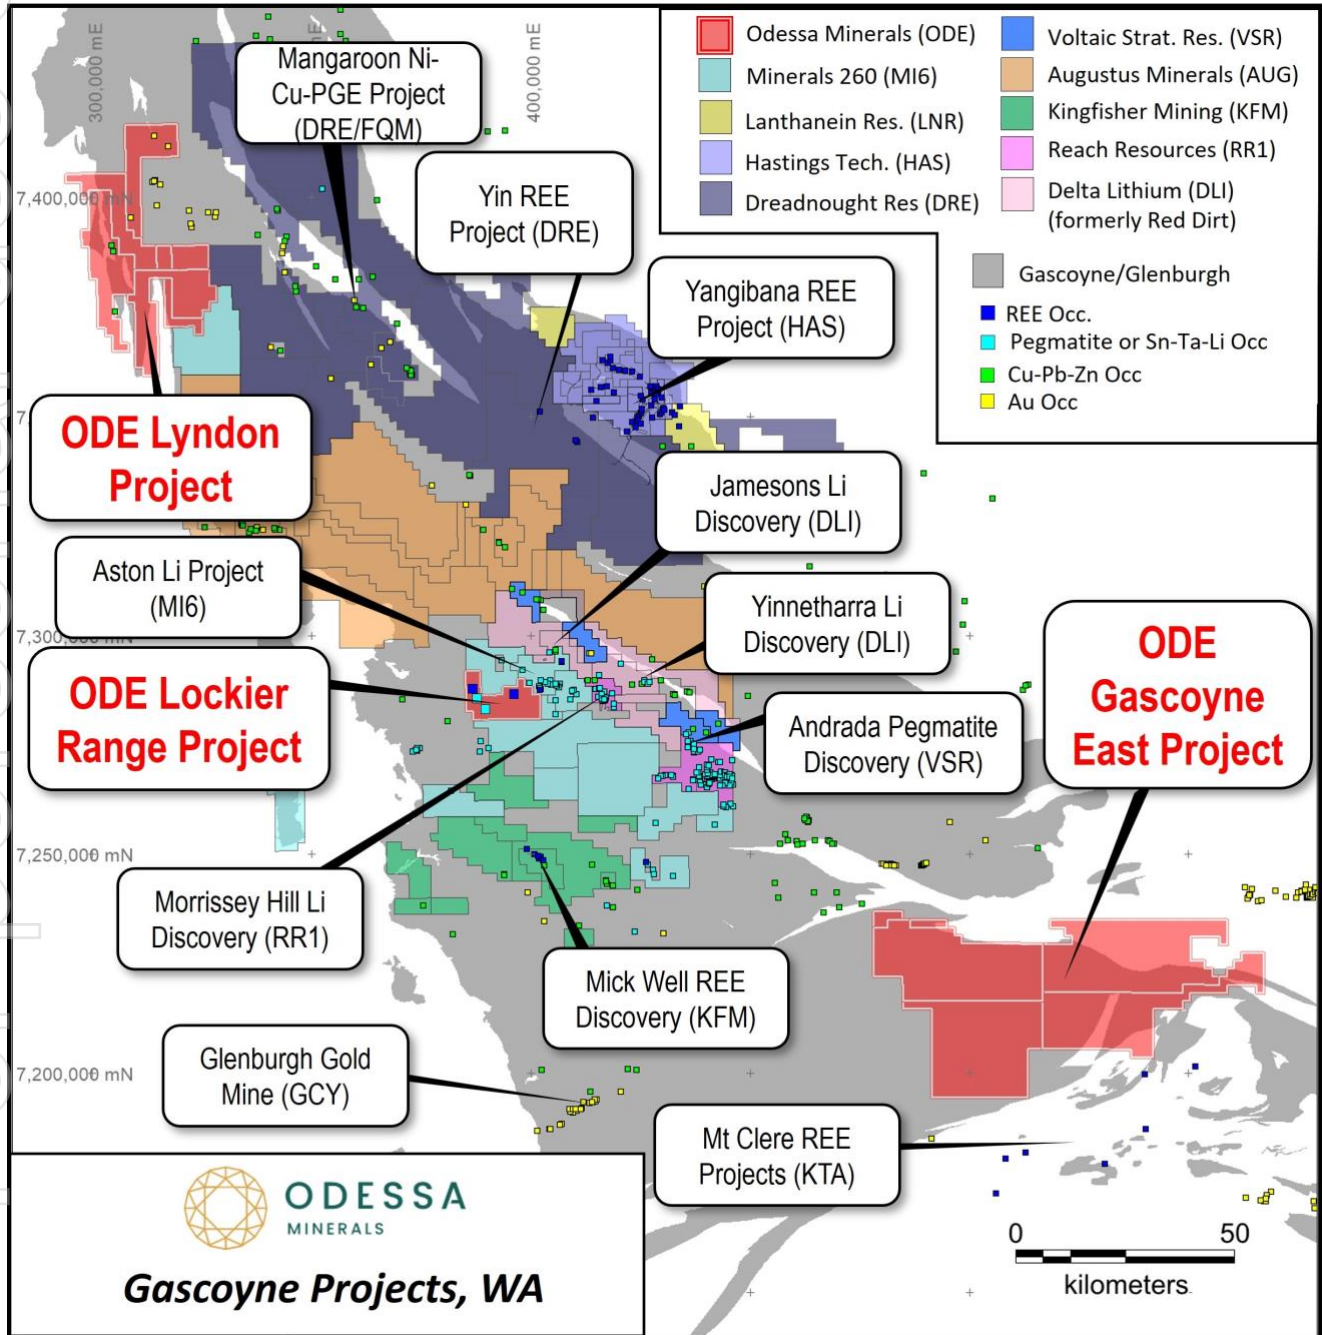 300,000 mE
mE
400,000 mE
Mangaroon Ni-
Cu-PGE Project
(DRE/FQM)
Odessa Minerals (ODE)
Minerals 260 (MI6)
Lanthanein Res. (LNR)
Hastings Tech. (HAS)
Dreadnought Res (DRE)
Voltaic Strat. Res. (VSR)
Augustus Minerals (AUG)
Kingfisher Mining (KFM)
Reach Resources (RR1)
Delta Lithium (DLI)
(formerly Red Dirt)
Gascoyne/Glenburgh
REE Occ.
Pegmatite or Sn-Ta-Li Occ
Cu-Pb-Zn Occ
Au Occ
7,400,000 mN
Yin REE
Project (DRE)
Yangibana REE
Project (HAS)
ODE Lyndon
Project
Jamesons Li
Discovery (DLI)
Aston Li Project
(MI6)
Yinnetharra Li
Discovery (DLI)
7,300,000 mN
ODE
Gascoyne
East Project
ODE Lockier
Range Project
Andrada Pegmatite
Discovery (VSR)
7,250,000 mN
Morrissey Hill Li
Discovery (RR1)
Mick Well REE
Discovery (KFM)
Glenburgh Gold
Mine (GCY)
7,200,000 mN
Mt Clere REE
Projects (KTA)
ODESSA
MINERALS
Gascoyne Projects, WA
0 50
kilometers